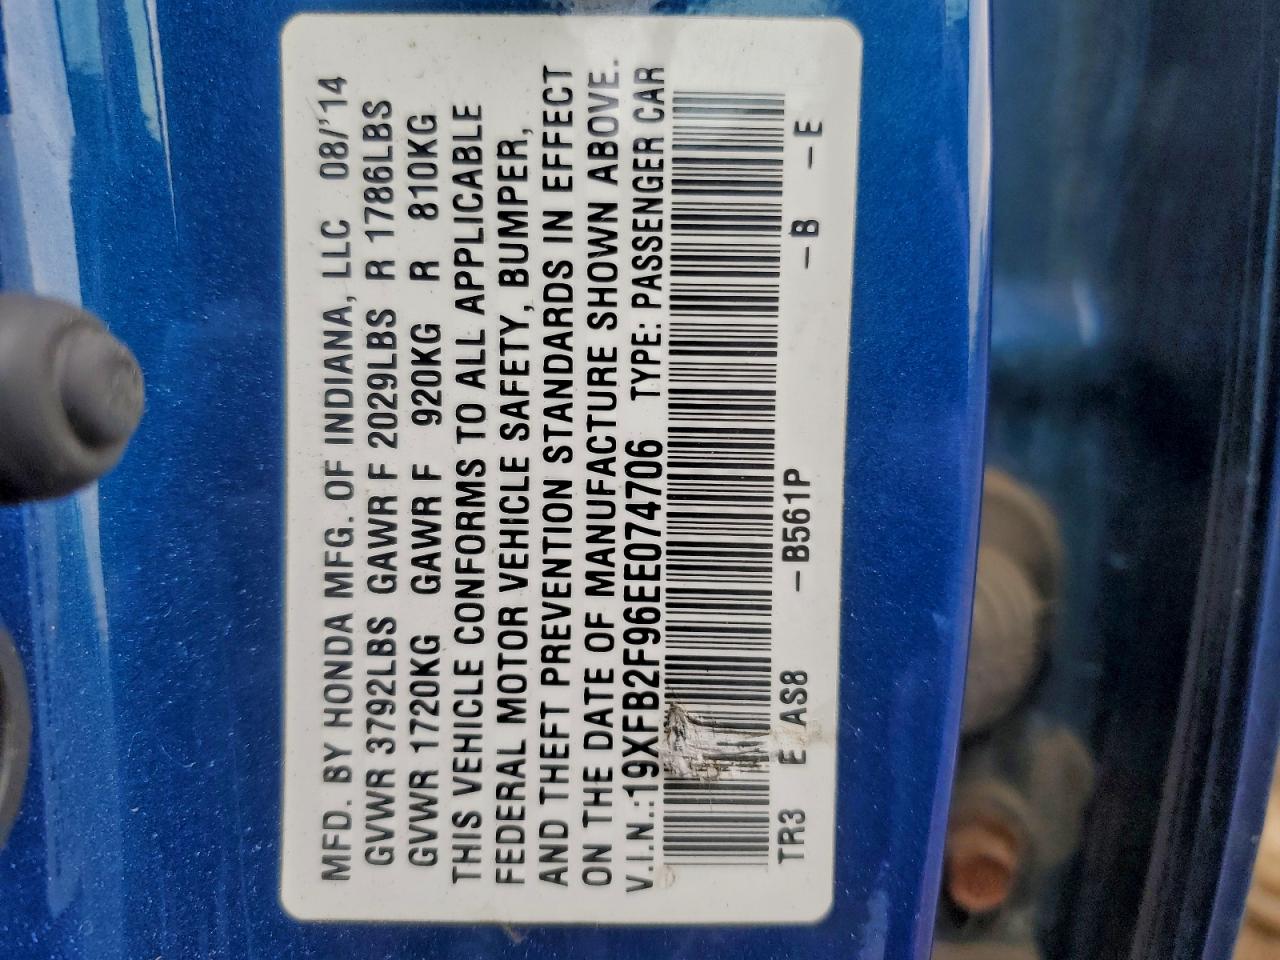 MFD. BY HONDA MFG. OF INDIANA, LLC 08/'14
GVWR 3792LBS GAWR F 2029LBS R 1786LBS
GVWR 1720KG GAWR F 920KG R 810KG
THIS VEHICLE CONFORMS TO ALL APPLICABLE
FEDERAL MOTOR VEHICLE SAFETY, BUMPER,
AND THEFT PREVENTION STANDARDS IN EFFECT
ON THE DATE OF MANUFACTURE SHOWN ABOVE.
V.I.N.:19XFB2F96EE074706 TYPE: PASSENGER CAR
TR3 E AS8 -B561P -B -E